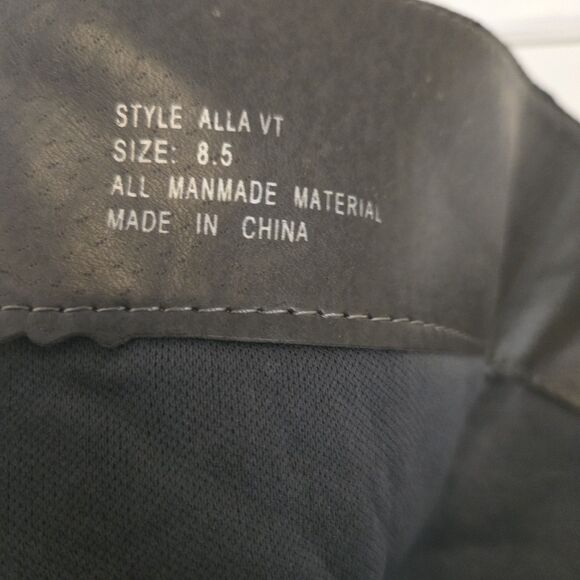 STYLE ALLA VT
SIZE: 8.5
ALL MANMADE MATERIAL
MADE IN CHINA